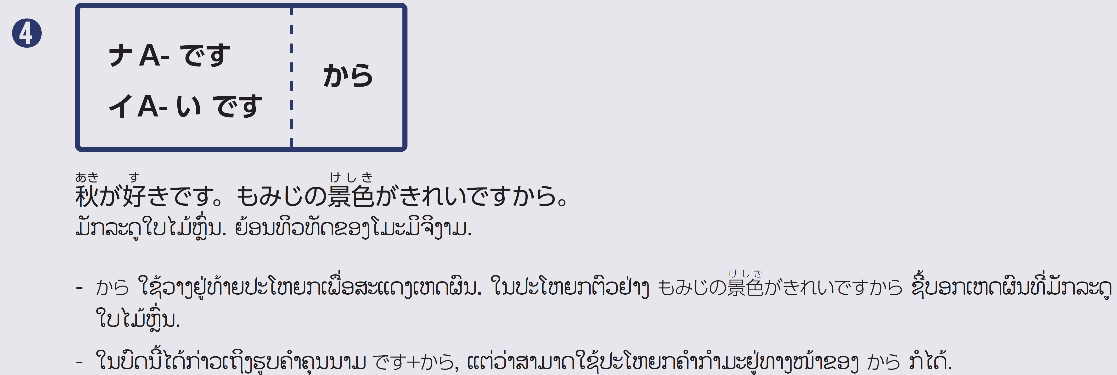 4
ナA- です
イA- い です
から
あき す けしき
秋が好きです。もみじの景色がきれいですから。
ມັກລະດູໃບໄມ້ຫຼົ່ນ. ຍ້ອນທິວທັດຂອງໂມະມິຈິງາມ.
けしき
- から ໃຊ້ວາງຢູ່ທ້າຍປະໂຫຍກເພື່ອສະແດງເຫດຜົນ. ໃນປະໂຫຍກຕົວຢ່າງ もみじの景色がきれいですから ຊີ້ບອກເຫດຜົນທີ່ມັກລະດູ
ໃບໄມ້ຫຼົ່ນ.
- ໃນບົດນີ້ໄດ້ກ່າວເຖິງຮູບຄຳຄຸນນາມ です+から, ແຕ່ວ່າສາມາດໃຊ້ປະໂຫຍກຄຳກຳມະຢູ່ທາງໜ້າຂອງ から ກໍໄດ້.